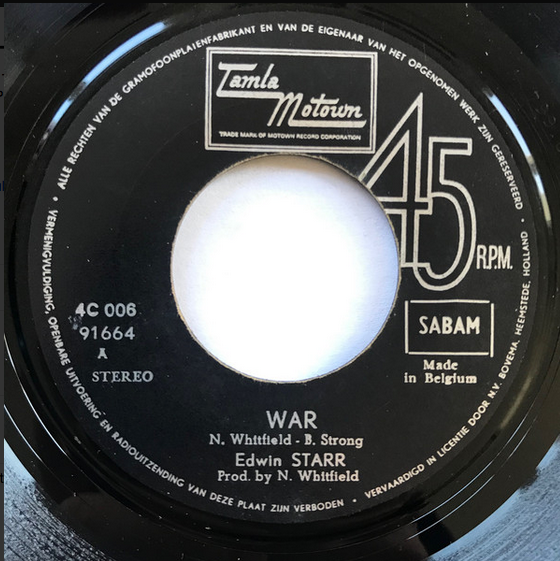 ALLE RECHTEN VAN DE GRAMOFOONPLATENFABRIKANT EN VAN DE EIGENAAR VAN HET OPGENOMEN WERK ZIJN GERESERVEERD
Tamla
Motown
TRADE MARK OF MOTOWN RECORD CORPORATION
45
R.P.M.
4C 006
91664
A
STEREO
SABAM
Made
in Belgium
WAR
N. Whitfield - B. Strong
Edwin STARR
Prod. by N. Whitfield
• VERMENIGVULDIGING, OPENBARE UITVOERING EN RADIOUITZENDING VAN DEZE PLAAT ZIJN VERBODEN •
VERVAARDIGD IN LICENTIE DOOR N.V. BOVEMA, HEEMSTEDE, HOLLAND •